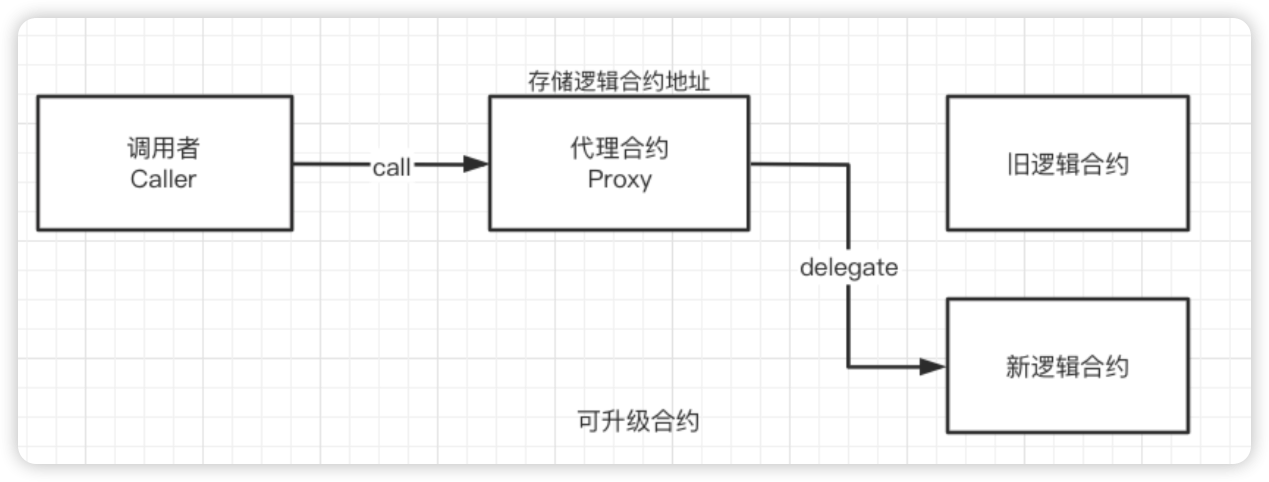 存储逻辑合约地址
调用者
Caller
call
代理合约
Proxy
旧逻辑合约
delegate
新逻辑合约
可升级合约